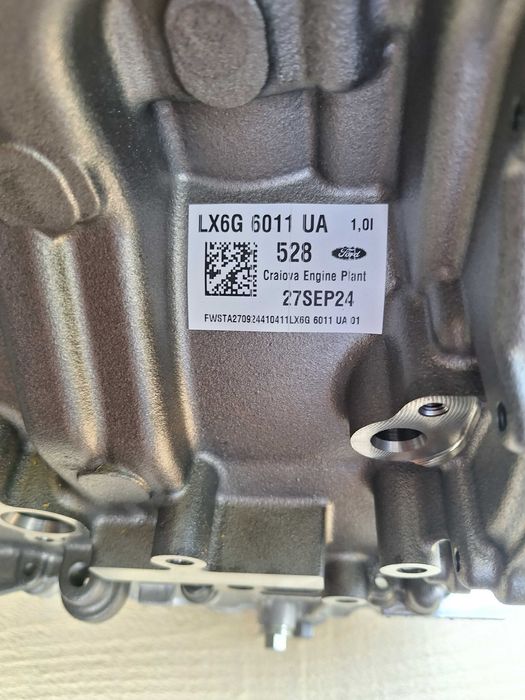 LX6G 6011 UA 1,0l
528 Ford
Craiova Engine Plant
27SEP24
FWSTA270924410411LX6G 6011 UA 01